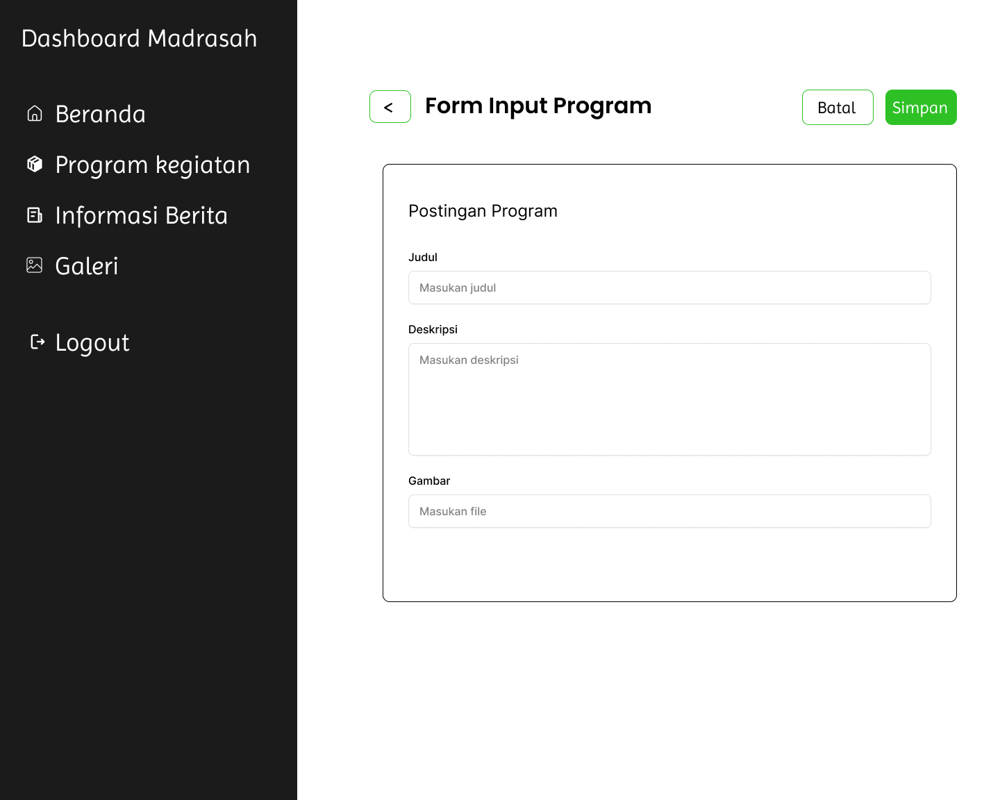 Dashboard Madrasah
Beranda
Program kegiatan
Informasi Berita
Galeri
Logout
<
Form Input Program
Batal
Simpan
Postingan Program
Judul
Masukan judul
Deskripsi
Masukan deskripsi
Gambar
Masukan file